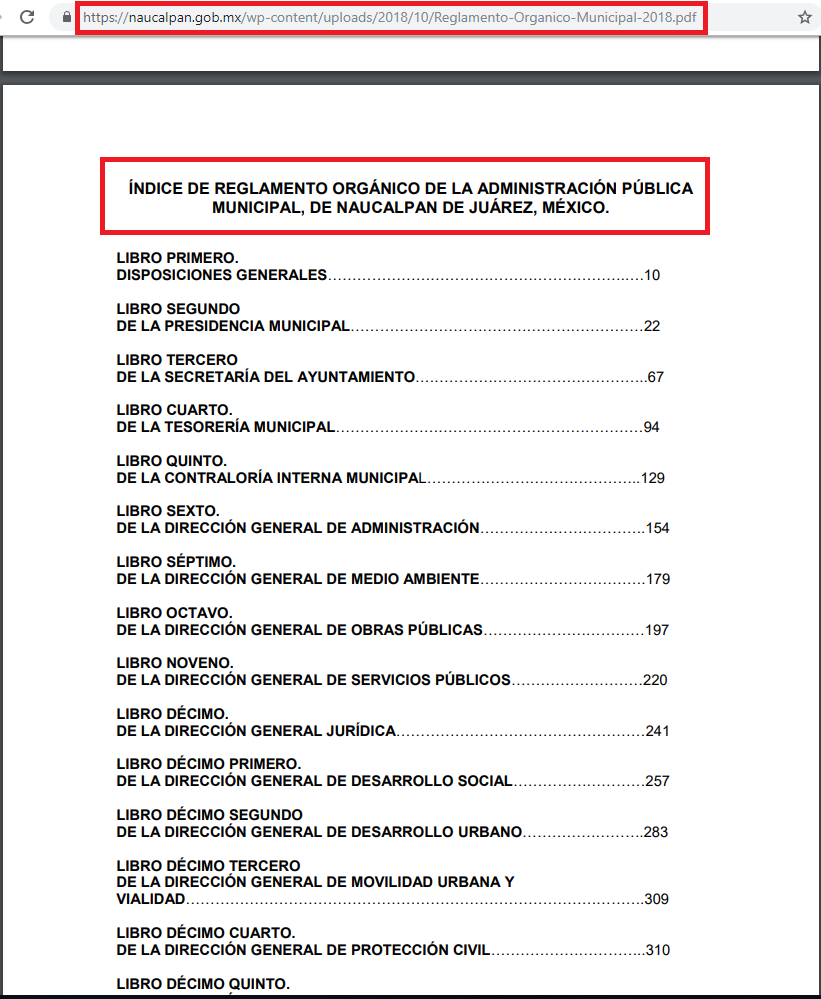 https://naucalpan.gob.mx/wp-content/uploads/2018/10/Reglamento-Organico-Municipal-2018.pdf
ÍNDICE DE REGLAMENTO ORGÁNICO DE LA ADMINISTRACIÓN PÚBLICA
MUNICIPAL, DE NAUCALPAN DE JUÁREZ, MÉXICO.
LIBRO PRIMERO.
DISPOSICIONES GENERALES……………………………………………….….10
LIBRO SEGUNDO
DE LA PRESIDENCIA MUNICIPAL………………………………………………22
LIBRO TERCERO
DE LA SECRETARÍA DEL AYUNTAMIENTO…………………………………..67
LIBRO CUARTO.
DE LA TESORERÍA MUNICIPAL…………………………………………………94
LIBRO QUINTO.
DE LA CONTRALORÍA INTERNA MUNICIPAL………………………………..129
LIBRO SEXTO.
DE LA DIRECCIÓN GENERAL DE ADMINISTRACIÓN……………………….154
LIBRO SÉPTIMO.
DE LA DIRECCIÓN GENERAL DE MEDIO AMBIENTE……………………….179
LIBRO OCTAVO.
DE LA DIRECCIÓN GENERAL DE OBRAS PÚBLICAS………………………197
LIBRO NOVENO.
DE LA DIRECCIÓN GENERAL DE SERVICIOS PÚBLICOS………………….220
LIBRO DÉCIMO.
DE LA DIRECCIÓN GENERAL JURÍDICA……………………………………241
LIBRO DÉCIMO PRIMERO.
DE LA DIRECCIÓN GENERAL DE DESARROLLO SOCIAL…………………257
LIBRO DÉCIMO SEGUNDO
DE LA DIRECCIÓN GENERAL DE DESARROLLO URBANO……………….283
LIBRO DÉCIMO TERCERO
DE LA DIRECCIÓN GENERAL DE MOVILIDAD URBANA Y
VIALIDAD……………………………………………………………………….309
LIBRO DÉCIMO CUARTO.
DE LA DIRECCIÓN GENERAL DE PROTECCIÓN CIVIL……………………..310
LIBRO DÉCIMO QUINTO.